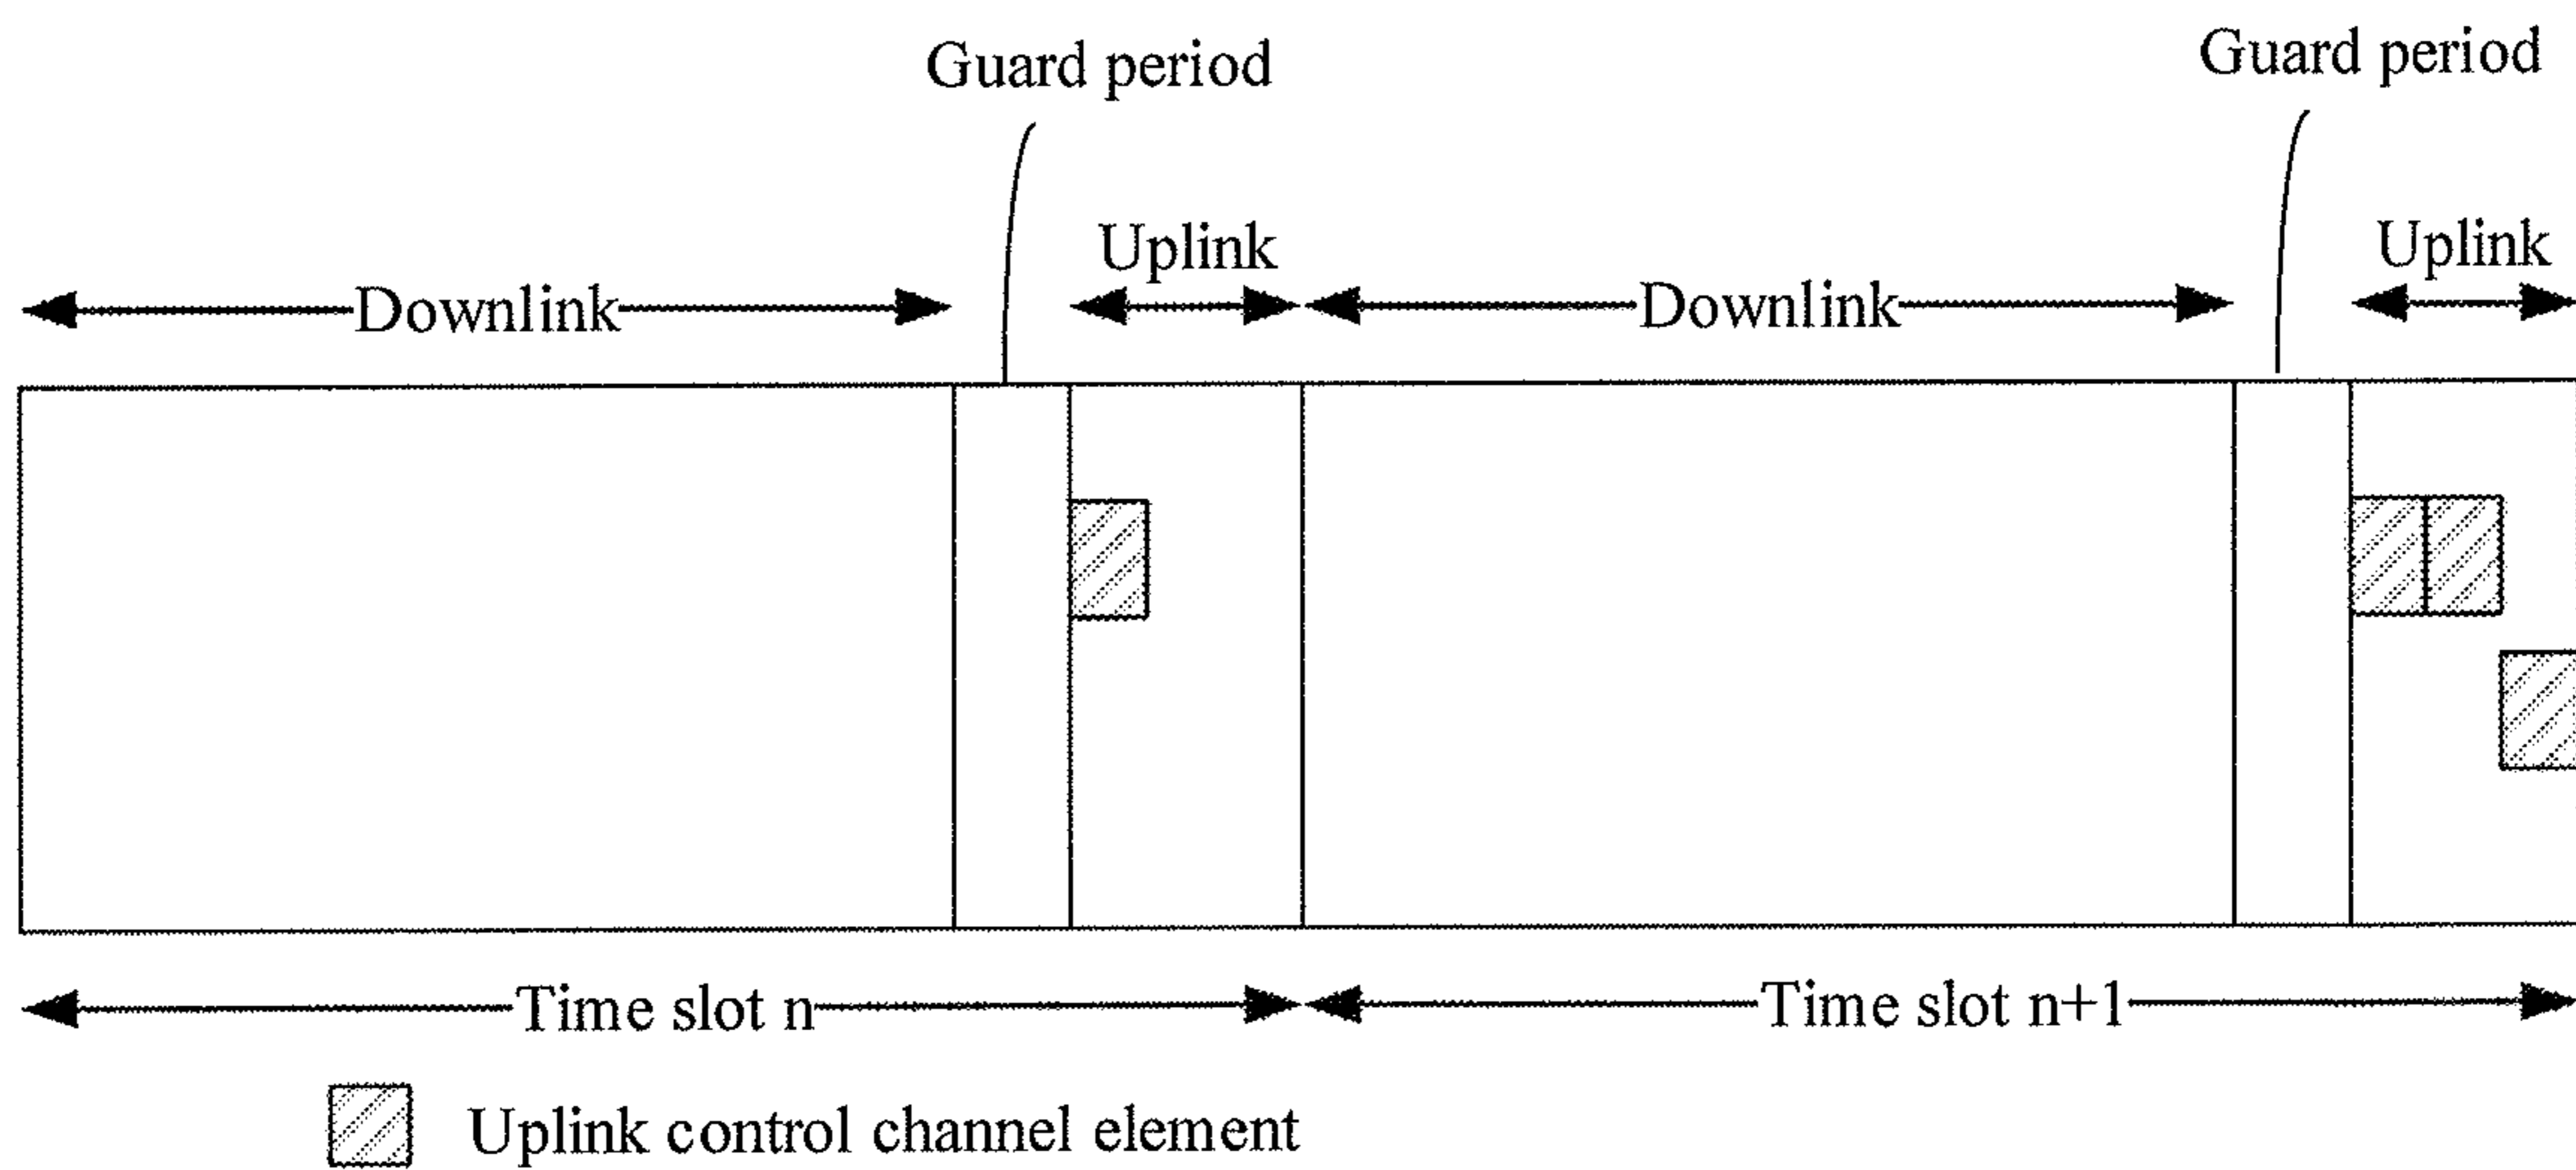 Guard period
Guard period
Uplink
Uplink
Downlink
Downlink
Time slot n
Time slot n+1
Uplink control channel element